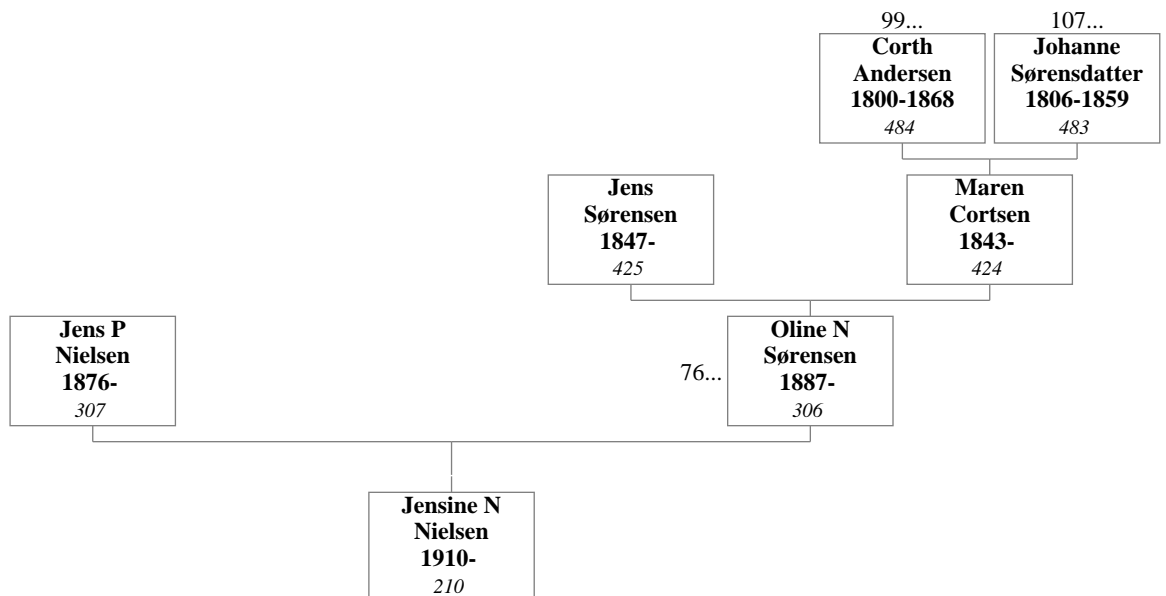 99...
107...
Corth
Andersen
1800-1868
484
Johanne
Sørensdatter
1806-1859
483
Jens
Sørensen
1847-
425
Maren
Cortsen
1843-
424
Jens P
Nielsen
1876-
307
76...
Oline N
Sørensen
1887-
306
Jensine N
Nielsen
1910-
210